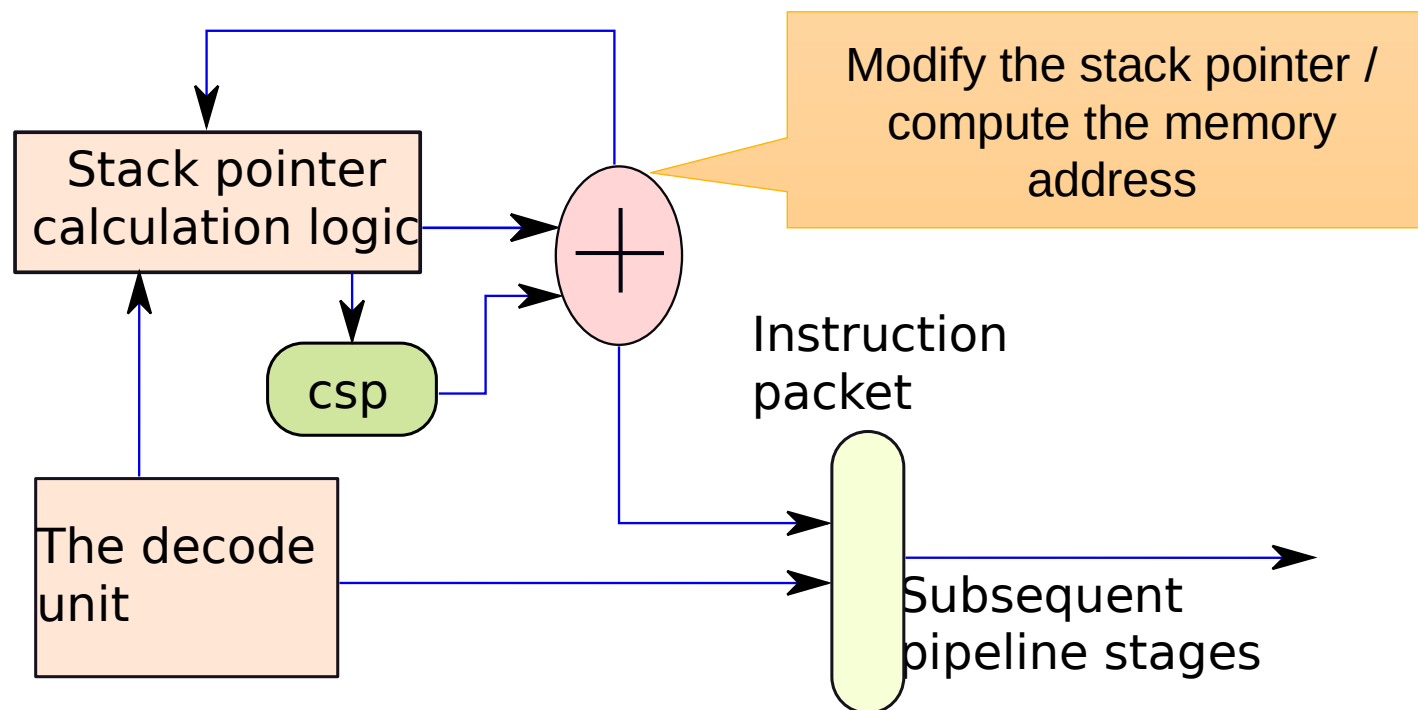 Modify the stack pointer /
compute the memory
address
Stack pointer
calculation logic
csp
Instruction
packet
The decode
unit
Subsequent
pipeline stages